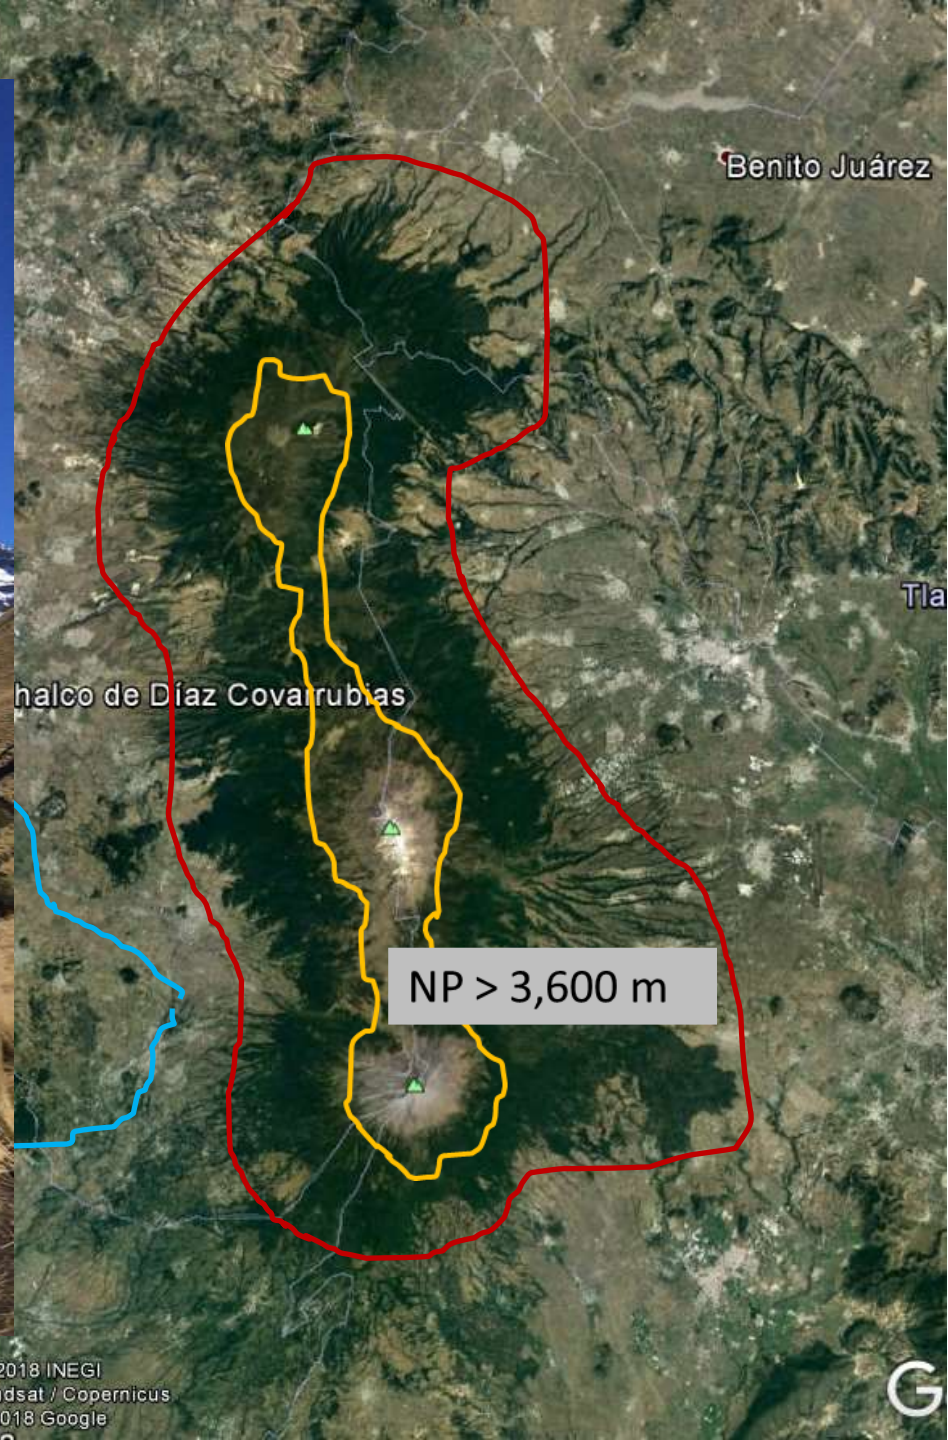 Benito Juárez
Tla
halco de Díaz Covarrubias
NP > 3,600 m
2018 INEGI
dsat / Copernicus
018 Google
G